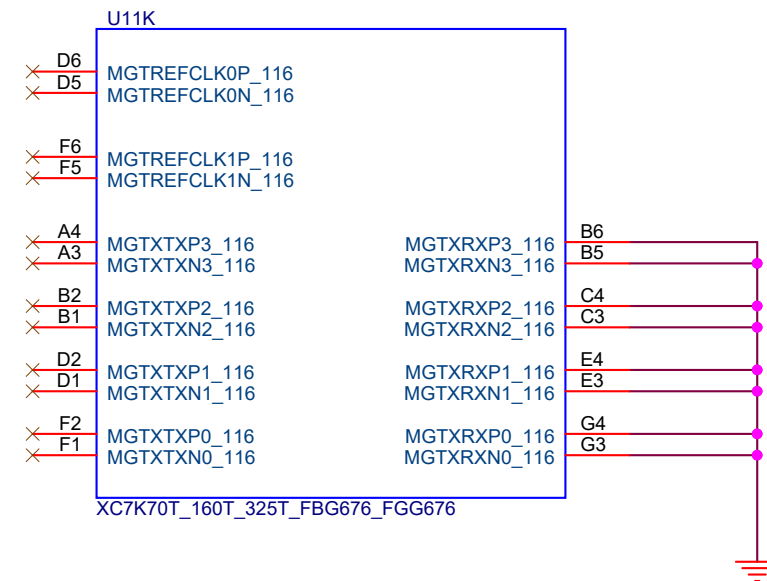 U11K
D6 MGTREFCLK0P_116
D5 MGTREFCLK0N_116
F6 MGTREFCLK1P_116
F5 MGTREFCLK1N_116
A4 MGTXTXP3_116 MGTXRXP3_116 B6
A3 MGTXTXN3_116 MGTXRXN3_116 B5
B2 MGTXTXP2_116 MGTXRXP2_116 C4
B1 MGTXTXN2_116 MGTXRXN2_116 C3
D2 MGTXTXP1_116 MGTXRXP1_116 E4
D1 MGTXTXN1_116 MGTXRXN1_116 E3
F2 MGTXTXP0_116 MGTXRXP0_116 G4
F1 MGTXTXN0_116 MGTXRXN0_116 G3
XC7K70T_160T_325T_FBG676_FGG676